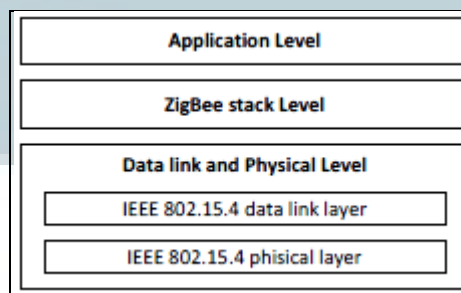 Application Level
ZigBee stack Level
Data link and Physical Level
IEEE 802.15.4 data link layer
IEEE 802.15.4 phisical layer